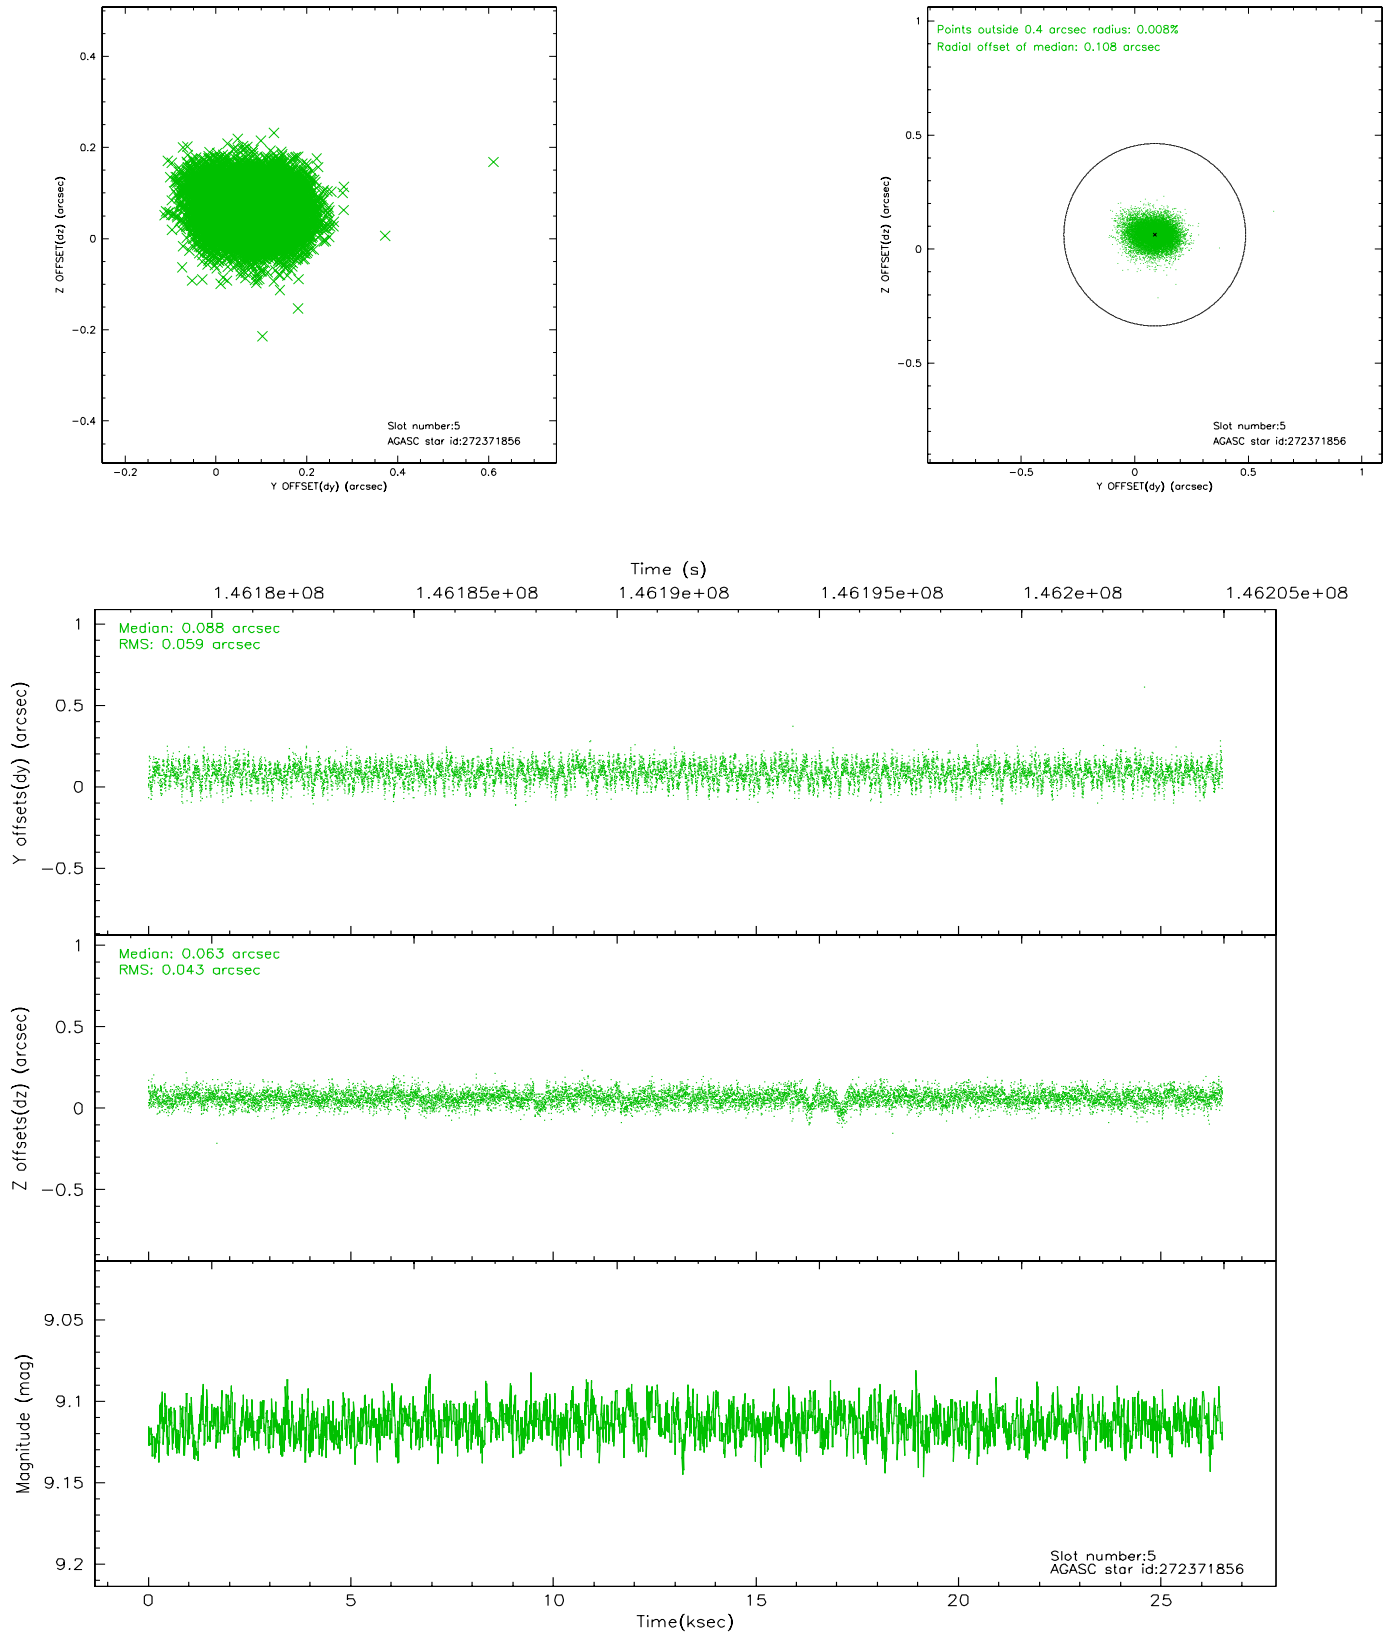 0.4
0.2
0
-0.2
-0.4
Z OFFSET(dz) (arcsec)
Slot number:5
AGASC star id:272371856
-0.2 0 0.2 0.4 0.6
Y OFFSET(dy) (arcsec)
Points outside 0.4 arcsec radius: 0.008%
Radial offset of median: 0.108 arcsec
1
0.5
0
-0.5
Z OFFSET(dz) (arcsec)
Slot number:5
AGASC star id:272371856
-0.5 0 0.5 1
Y OFFSET(dy) (arcsec)
Time (s)
1.4618e+08 1.46185e+08 1.4619e+08 1.46195e+08 1.462e+08 1.46205e+08
Median: 0.088 arcsec
RMS: 0.059 arcsec
1
0.5
0
-0.5
Y offsets(dy) (arcsec)
Median: 0.063 arcsec
RMS: 0.043 arcsec
1
0.5
0
-0.5
Z offsets(dz) (arcsec)
9.05
9.1
9.15
9.2
Magnitude (mag)
Slot number:5
AGASC star id:272371856
0 5 10 15 20 25
Time(ksec)